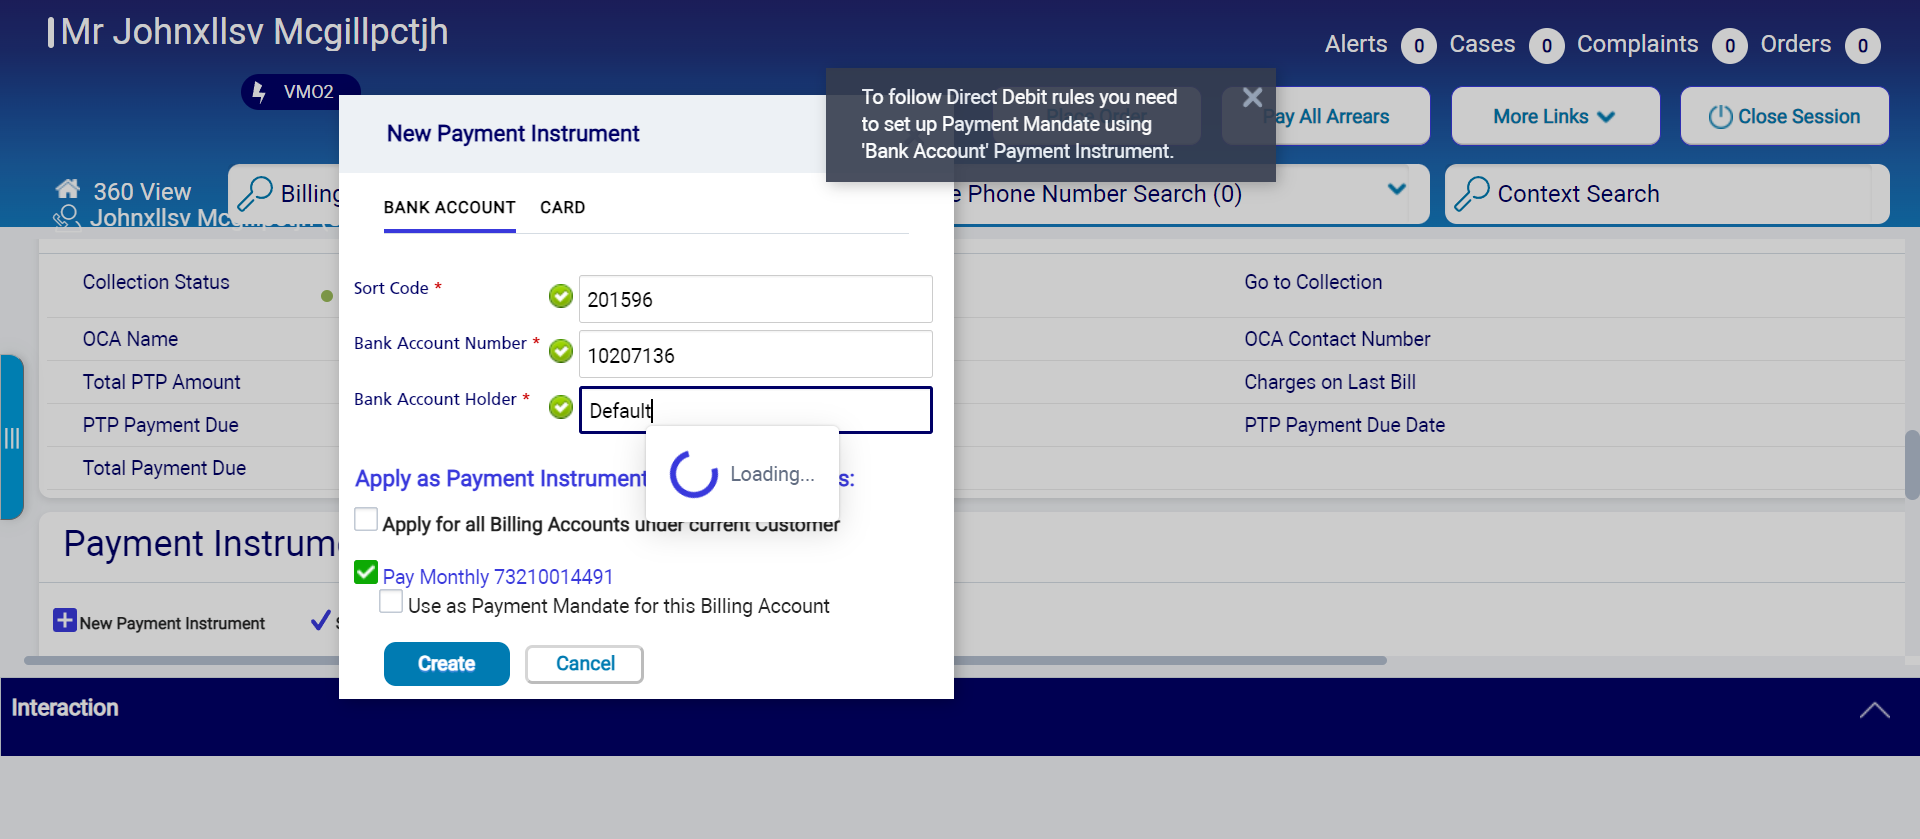 Mr Johnxllsv Mcgillpctjh
Alerts 0 Cases 0 Complaints 0 Orders 0
VMO2
To follow Direct Debit rules you need
to set up Payment Mandate using
'Bank Account' Payment Instrument.
Pay All Arrears
More Links
Close Session
360 View
Johnxllsv
Billing
Phone Number Search (0)
Context Search
New Payment Instrument
BANK ACCOUNT CARD
Sort Code * 201596
Bank Account Number * 10207136
Bank Account Holder * Default
Loading...
Apply as Payment Instrument
Apply for all Billing Accounts under current Customer
Pay Monthly 73210014491
Use as Payment Mandate for this Billing Account
Create Cancel
Collection Status
Go to Collection
OCA Name
OCA Contact Number
Total PTP Amount
Charges on Last Bill
PTP Payment Due
PTP Payment Due Date
Total Payment Due
Payment Instrum
New Payment Instrument
Interaction